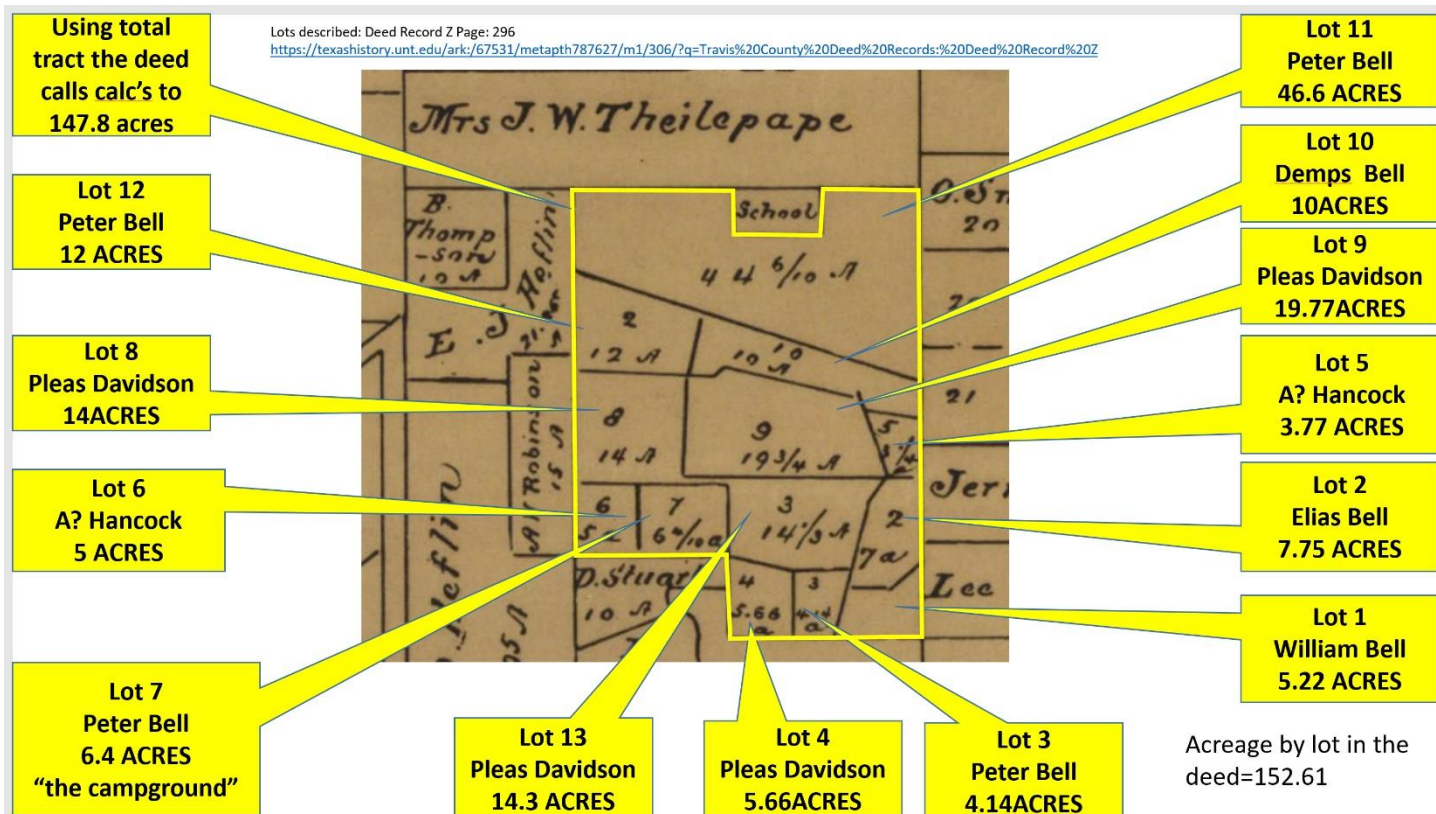 Using total
tract the deed
calls calc's to
147.8 acres
Lots described: Deed Record Z Page: 296
https://texashistory.unt.edu/ark:/67531/metapth787627/m1/306/?q=Travis%20County%20Deed%20Records:%20Deed%20Record%20Z
Lot 11
Peter Bell
46.6 ACRES
Lot 10
Demps Bell
10ACRES
Lot 12
Peter Bell
12 ACRES
Lot 9
Pleas Davidson
19.77ACRES
Lot 8
Pleas Davidson
14ACRES
Lot 5
A? Hancock
3.77 ACRES
Lot 6
A? Hancock
5 ACRES
Lot 2
Elias Bell
7.75 ACRES
Lot 1
William Bell
5.22 ACRES
Lot 7
Peter Bell
6.4 ACRES
“the campground”
Lot 13
Pleas Davidson
14.3 ACRES
Lot 4
Pleas Davidson
5.66ACRES
Lot 3
Peter Bell
4.14ACRES
Acreage by lot in the
deed=152.61
Mrs J. W. Theilepape
B.
Thomp
-son
10 A
School
20
44 6/10 A
E. J. Heflin
2
12 A
10
10 A
21
8
14 A
9
19 3/4 A
5
A W Robinson
15 A
6
5
7
3
14 1/3 A
2
7a
Jer
Lee
D. Stuart
10 A
4
5.66
a
3
4.14
a
Heflin